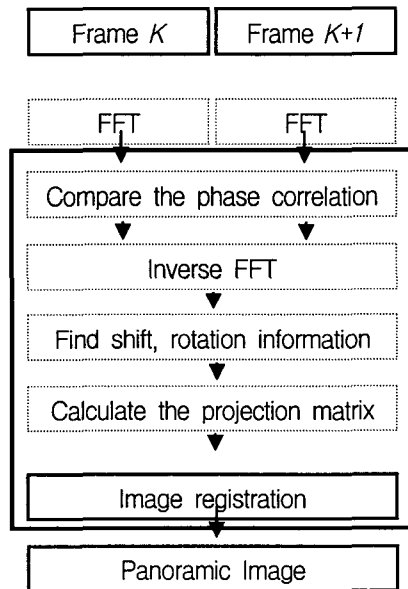 Frame K Frame K+1
FFT FFT
Compare the phase correlation
Inverse FFT
Find shift, rotation information
Calculate the projection matrix
Image registration
Panoramic Image